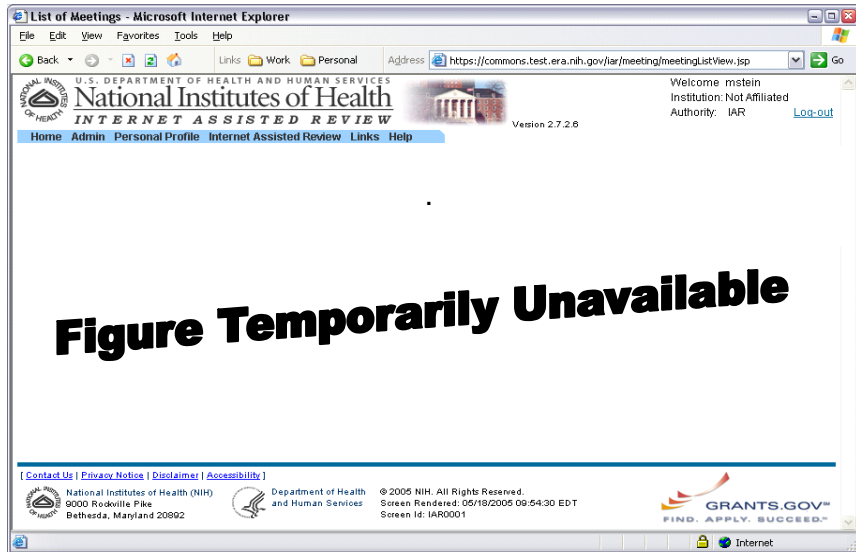 List of Meetings - Microsoft Internet Explorer
File Edit View Favorites Tools Help
Back Links Work Personal Address https://commons.test.era.nih.gov/iar/meeting/meetingListView.jsp Go
U.S. DEPARTMENT OF HEALTH AND HUMAN SERVICES
National Institutes of Health
INTERNET ASSISTED REVIEW
Version 2.7.2.6
Welcome mstein
Institution: Not Affiliated
Authority: IAR Log-out
Home Admin Personal Profile Internet Assisted Review Links Help
.
Figure Temporarily Unavailable
[ Contact Us | Privacy Notice | Disclaimer | Accessibility ]
National Institutes of Health (NIH)
9000 Rockville Pike
Bethesda, Maryland 20892
Department of Health
and Human Services
© 2005 NIH. All Rights Reserved.
Screen Rendered: 05/18/2005 09:54:30 EDT
Screen Id: IAR0001
GRANTS.GOV℠
FIND. APPLY. SUCCEED.℠
Internet